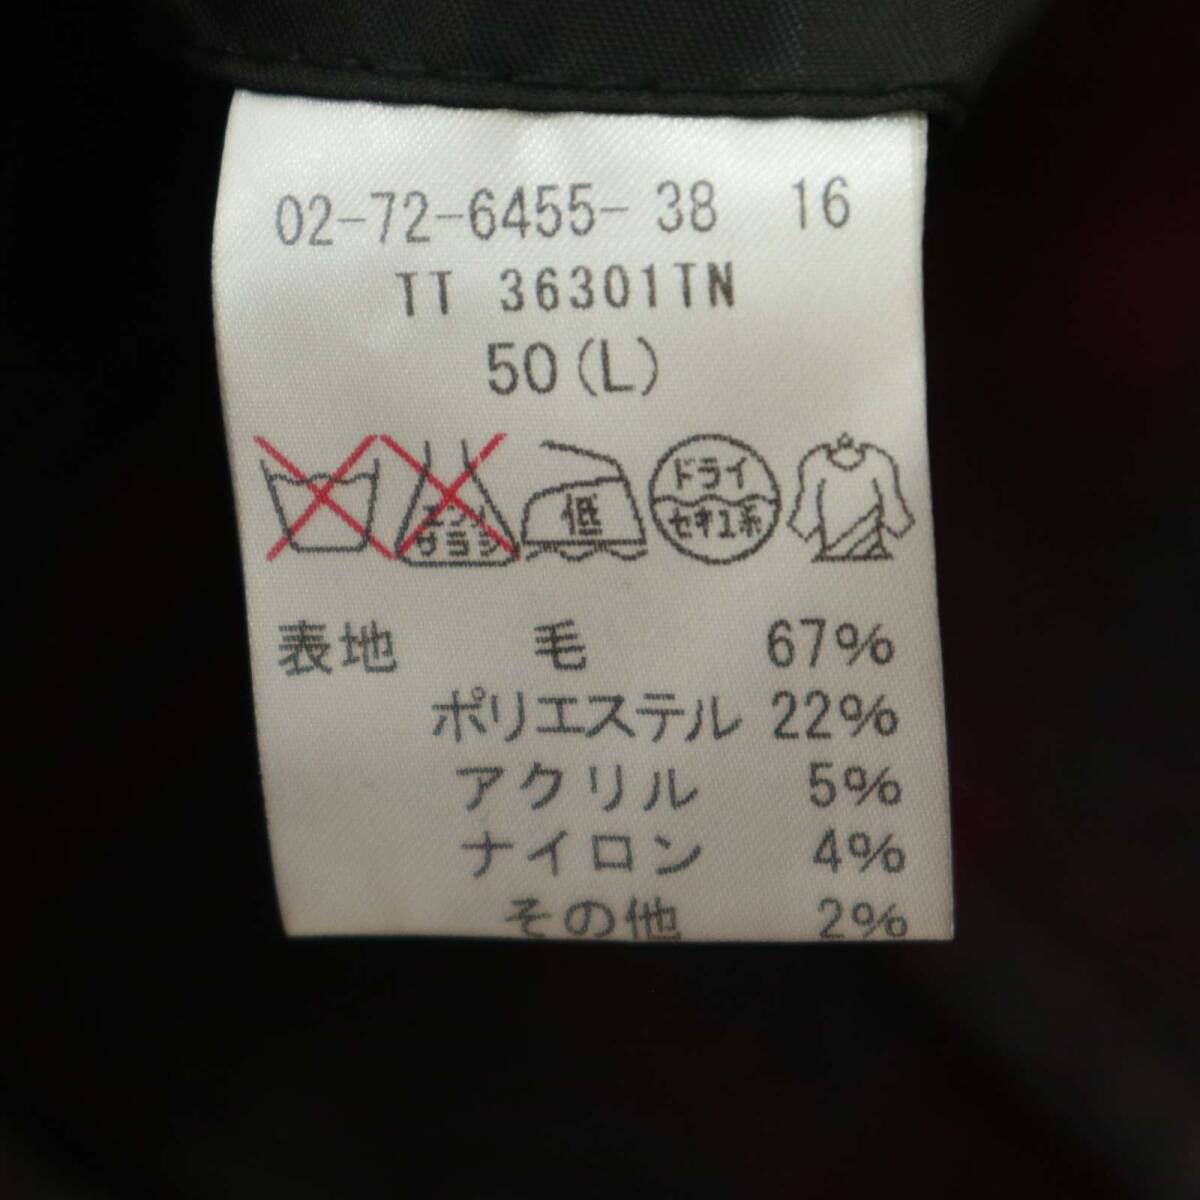 02-72-6455- 38 16
TT 36301TN
50(L)
エンソ
サラシ
低
ドライ
セキユ系
表地 毛 67%
ポリエステル 22%
アクリル 5%
ナイロン 4%
その他 2%